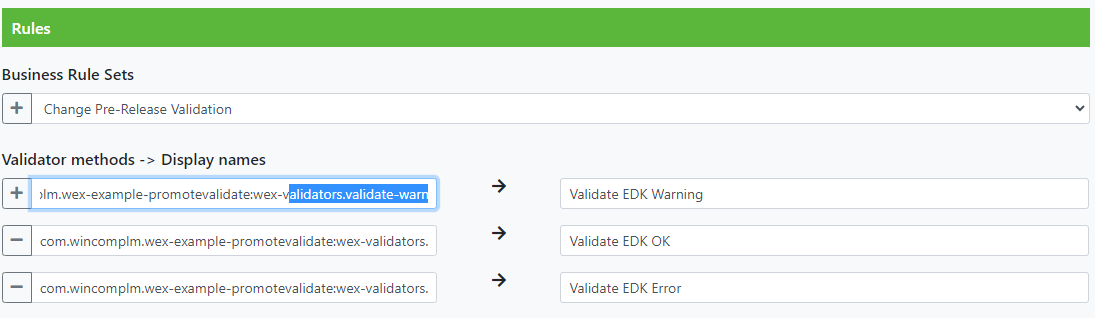 Rules
Business Rule Sets
Change Pre-Release Validation
Validator methods -> Display names
plm.wex-example-promotevalidate:wex-validators.validate-warn → Validate EDK Warning
com.wincomplm.wex-example-promotevalidate:wex-validators. → Validate EDK OK
com.wincomplm.wex-example-promotevalidate:wex-validators. → Validate EDK Error